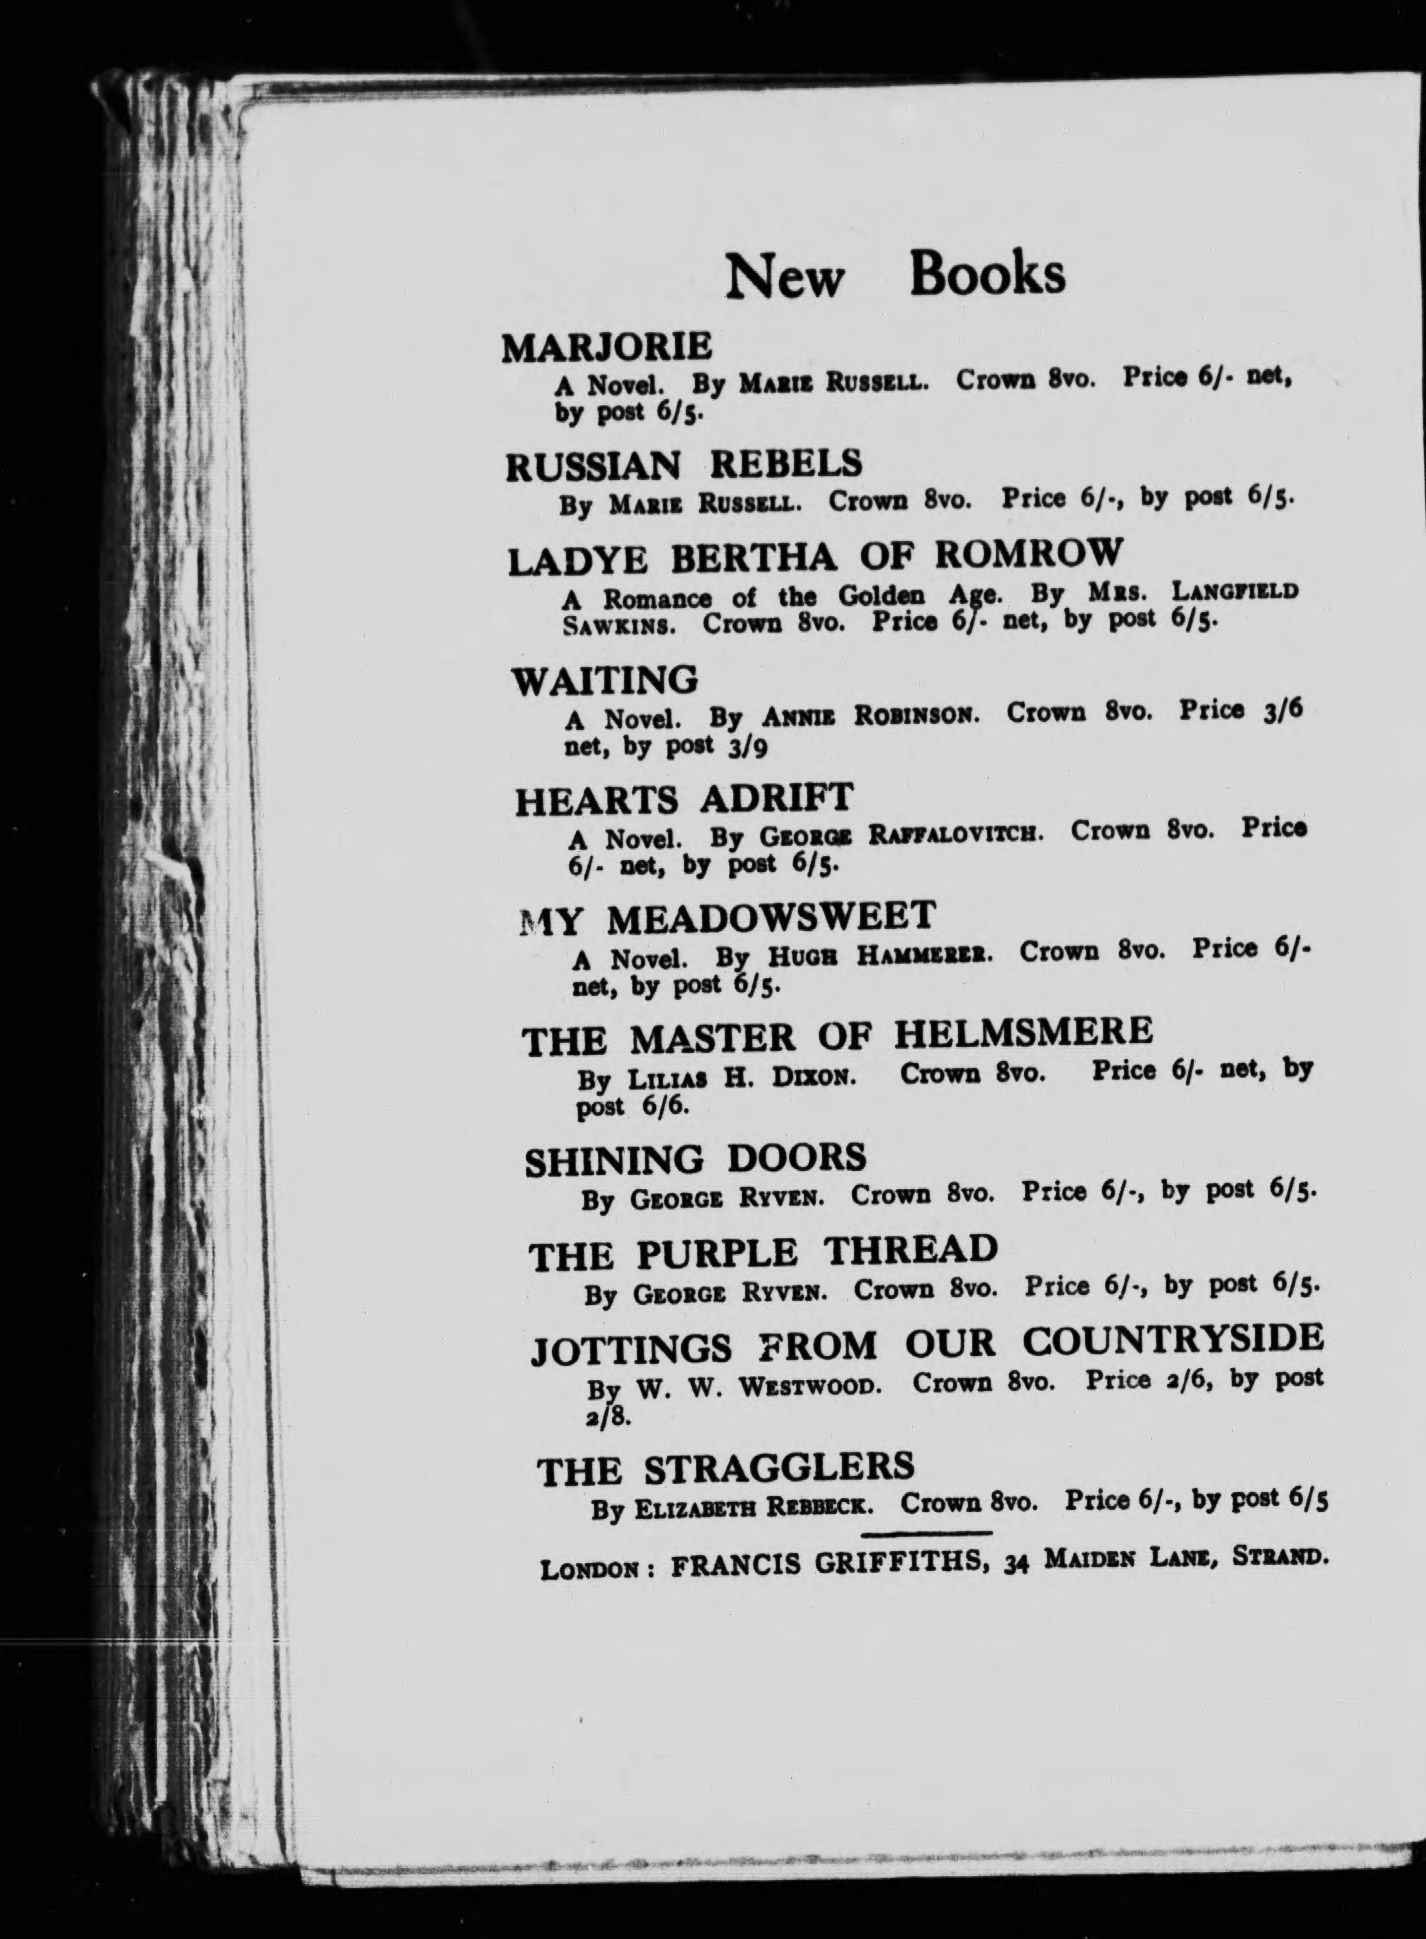 New Books
MARJORIE
A Novel. By MARIE RUSSELL. Crown 8vo. Price 6/- net,
by post 6/5.
RUSSIAN REBELS
By MARIE RUSSELL. Crown 8vo. Price 6/-, by post 6/5.
LADYE BERTHA OF ROMROW
A Romance of the Golden Age. By MRS. LANGFIELD
SAWKINS. Crown 8vo. Price 6/- net, by post 6/5.
WAITING
A Novel. By ANNIE ROBINSON. Crown 8vo. Price 3/6
net, by post 3/9
HEARTS ADRIFT
A Novel. By GEORGE RAFFALOVITCH. Crown 8vo. Price
6/- net, by post 6/5.
MY MEADOWSWEET
A Novel. By HUGH HAMMERER. Crown 8vo. Price 6/-
net, by post 6/5.
THE MASTER OF HELMSMERE
By LILIAS H. DIXON. Crown 8vo. Price 6/- net, by
post 6/6.
SHINING DOORS
By GEORGE RYVEN. Crown 8vo. Price 6/-, by post 6/5.
THE PURPLE THREAD
By GEORGE RYVEN. Crown 8vo. Price 6/-, by post 6/5.
JOTTINGS FROM OUR COUNTRYSIDE
By W. W. WESTWOOD. Crown 8vo. Price 2/6, by post
2/8.
THE STRAGGLERS
By ELIZABETH REBBECK. Crown 8vo. Price 6/-, by post 6/5
LONDON: FRANCIS GRIFFITHS, 34 MAIDEN LANE, STRAND.